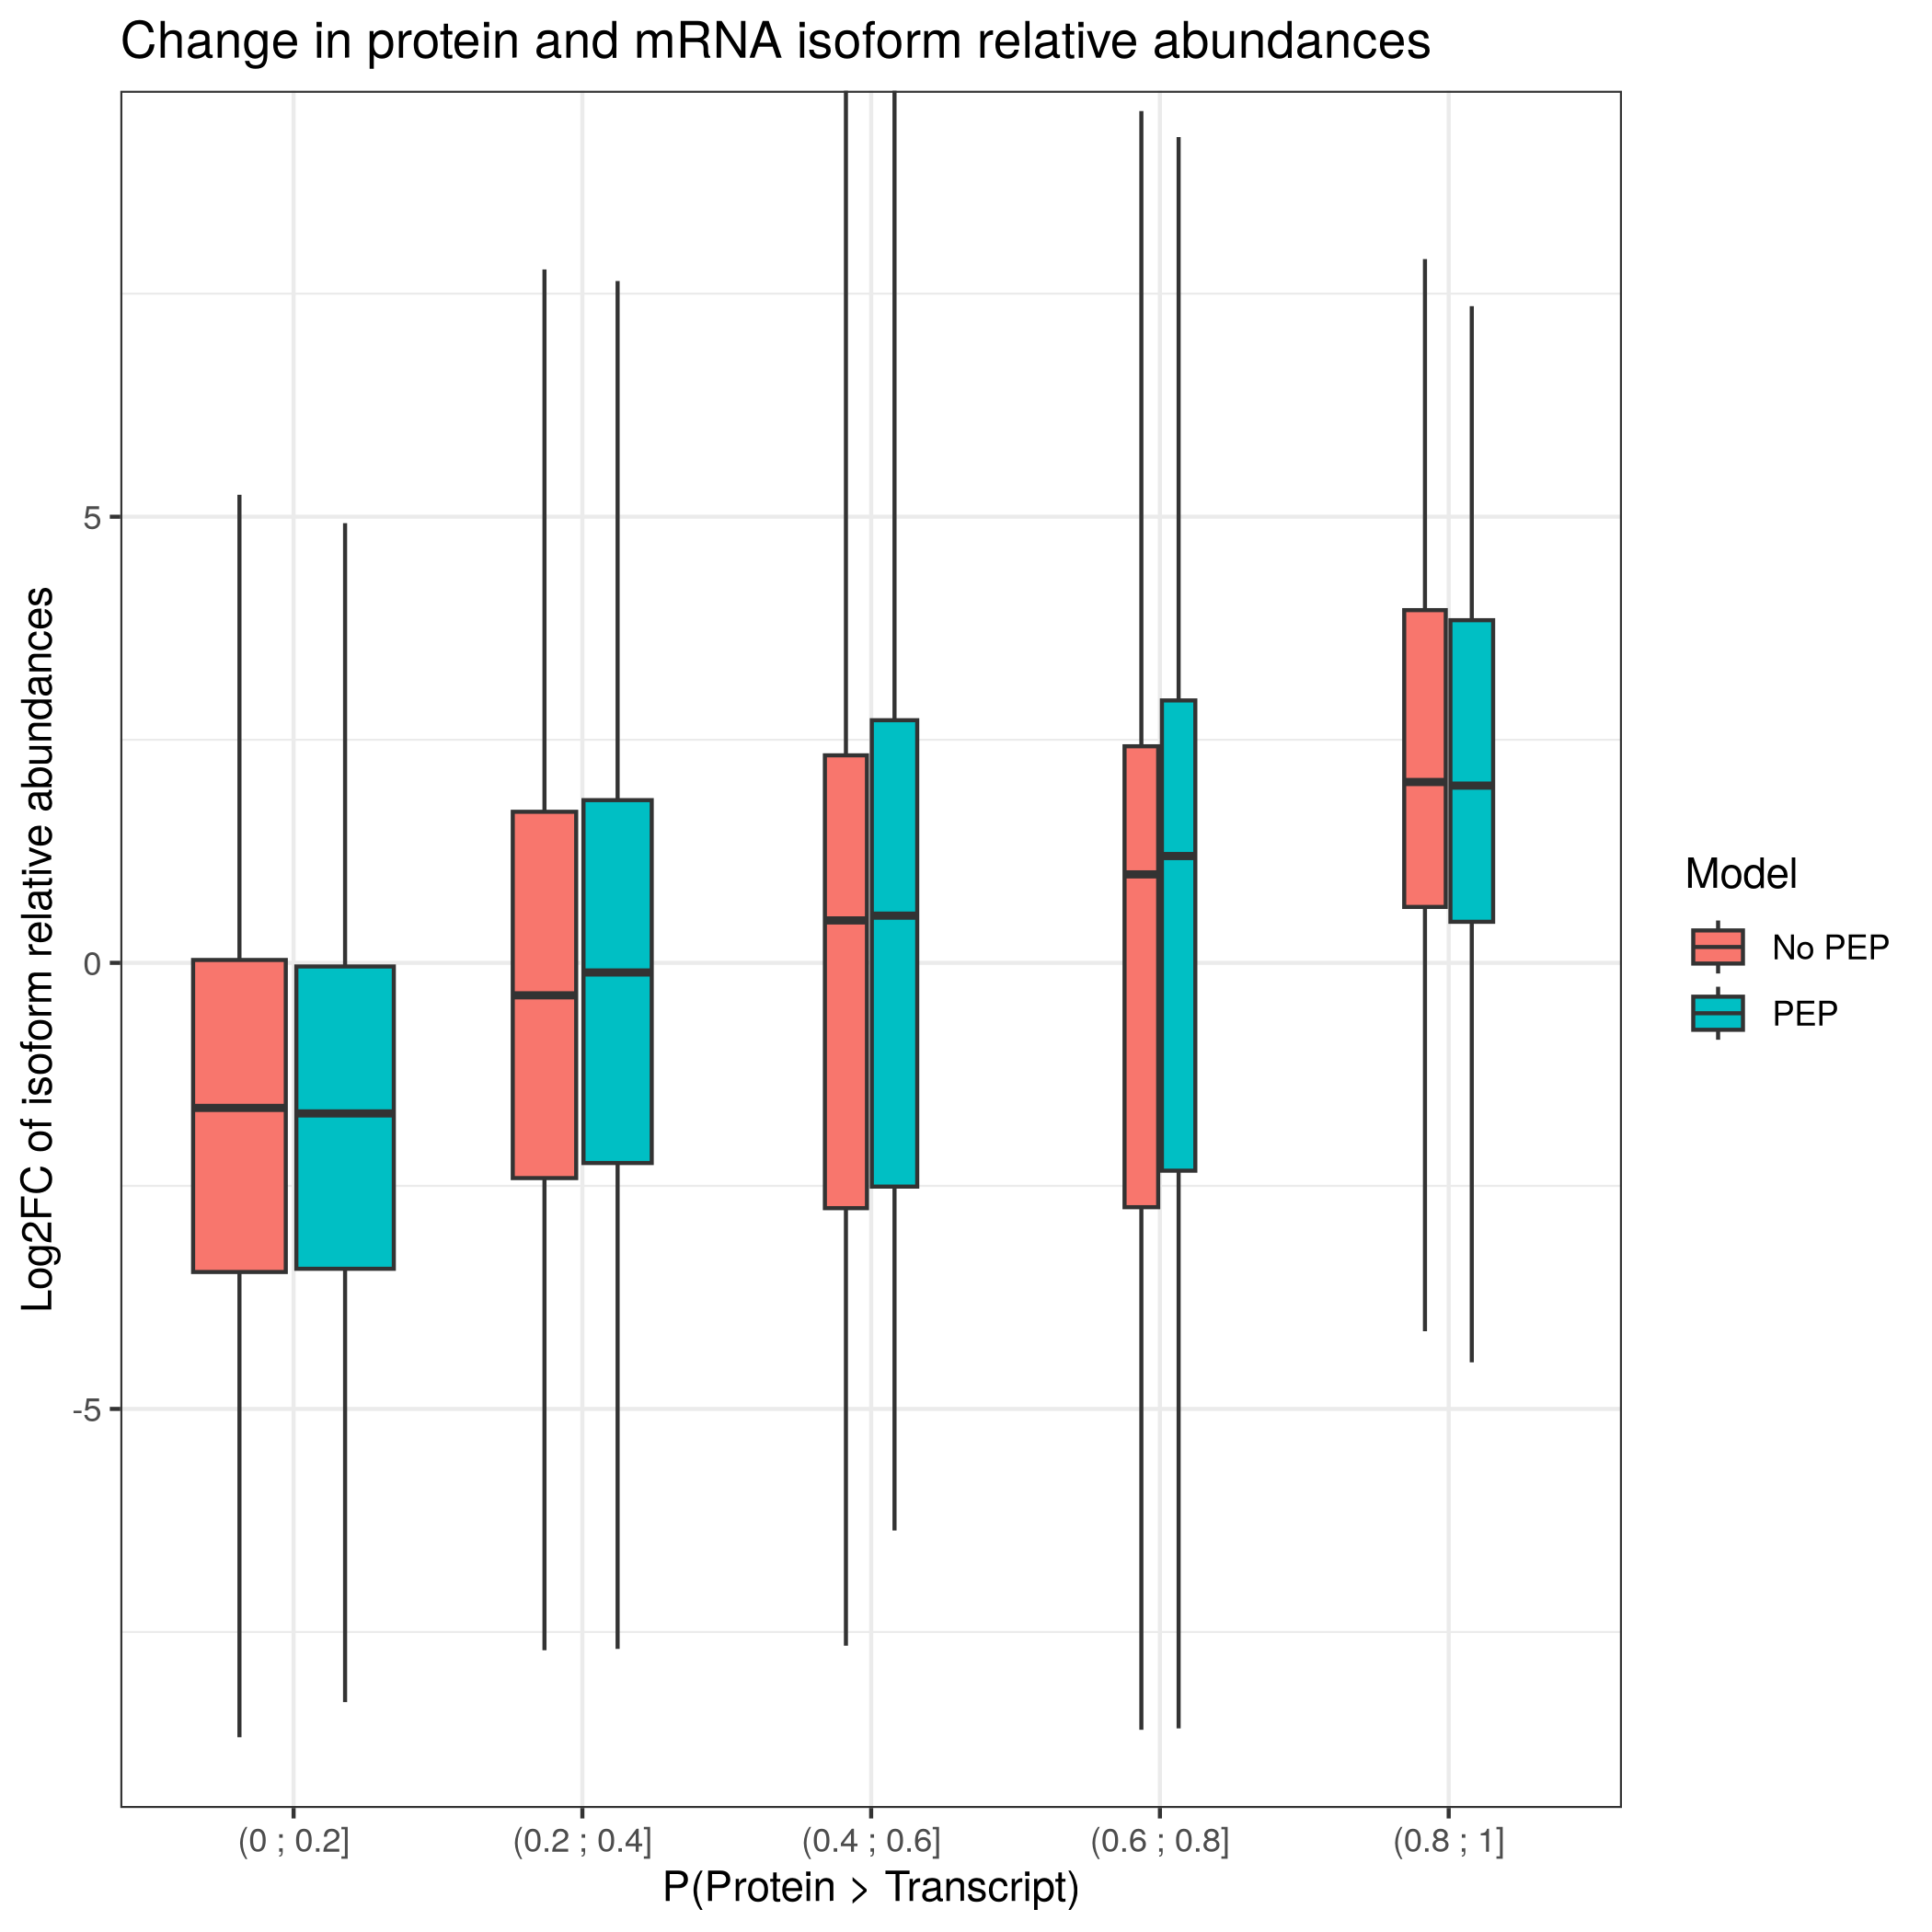 Change in protein and mRNA isoform relative abundances
Log2FC of isoform relative abundances
5
0
-5
(0 ; 0.2]
(0.2 ; 0.4]
(0.4 ; 0.6]
(0.6 ; 0.8]
(0.8 ; 1]
P(Protein > Transcript)
Model
No PEP
PEP